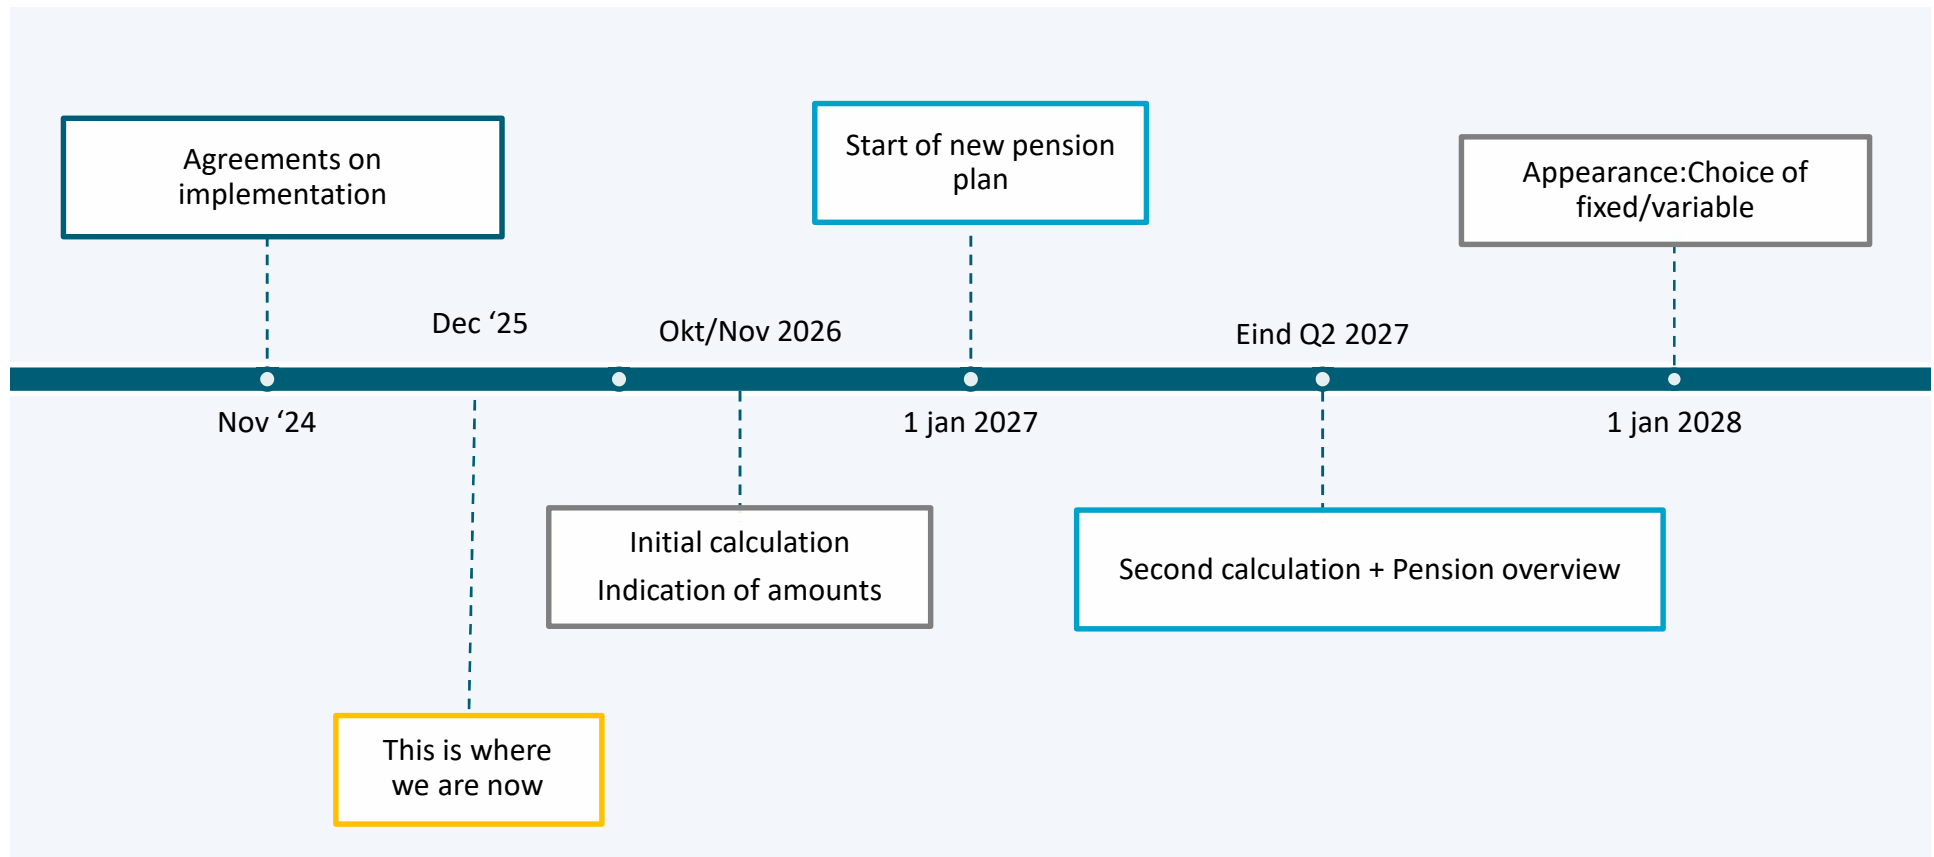 Agreements on
implementation
Start of new pension
plan
Appearance:Choice of
fixed/variable
Dec ‘25
Okt/Nov 2026
Eind Q2 2027
Nov ‘24
1 jan 2027
1 jan 2028
Initial calculation
Indication of amounts
Second calculation + Pension overview
This is where
we are now